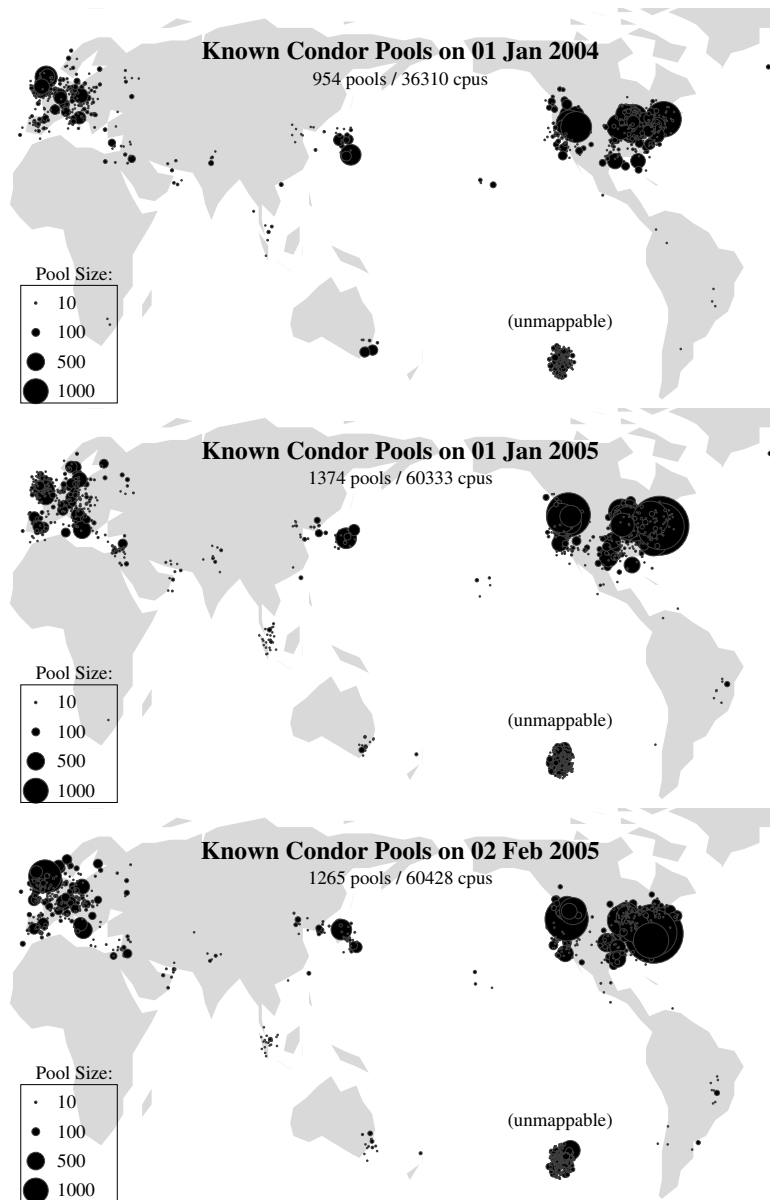 Known Condor Pools on 01 Jan 2004
954 pools / 36310 cpus
Pool Size:
10
100
500
1000
(unmappable)
Known Condor Pools on 01 Jan 2005
1374 pools / 60333 cpus
Pool Size:
10
100
500
1000
(unmappable)
Known Condor Pools on 02 Feb 2005
1265 pools / 60428 cpus
Pool Size:
10
100
500
1000
(unmappable)